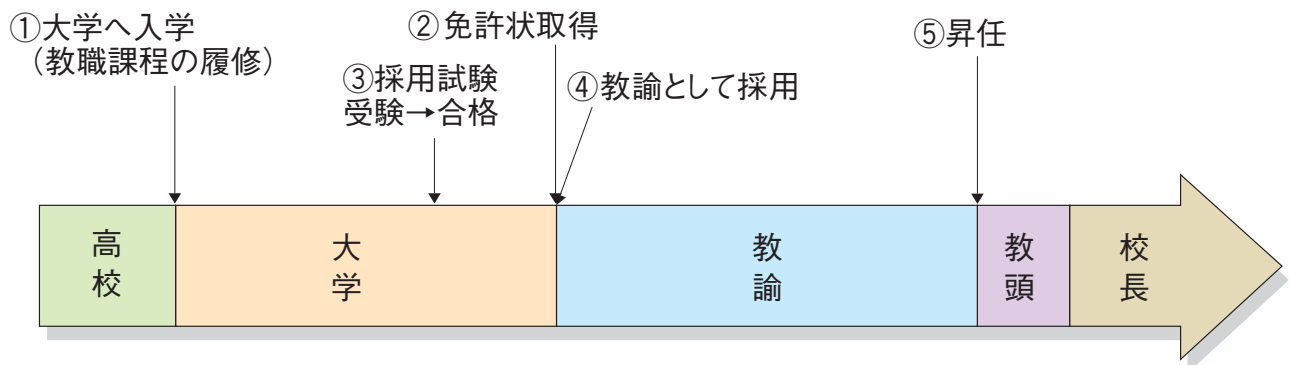 ①大学へ入学
（教職課程の履修）
②免許状取得
③採用試験
受験→合格
④教諭として採用
⑤昇任
高校
大学
教諭
教頭
校長